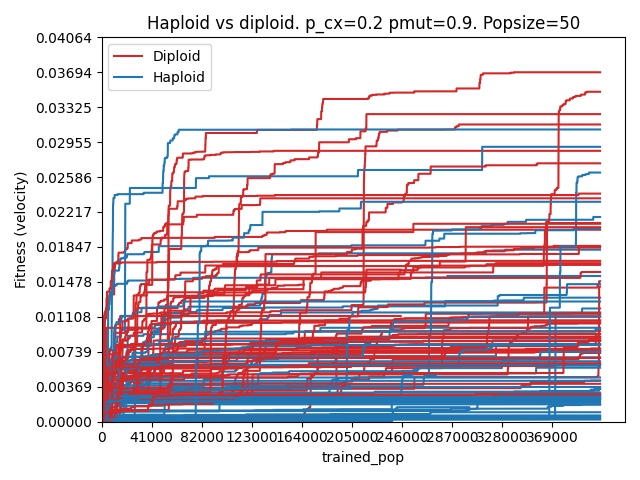 Haploid vs diploid. p_cx=0.2 pmut=0.9. Popsize=50
0.04064
0.03694
0.03325
0.02955
0.02586
0.02217
0.01847
0.01478
0.01108
0.00739
0.00369
0.00000
Fitness (velocity)
Diploid
Haploid
0 41000 82000 123000 164000 205000 246000 287000 328000 369000
trained_pop